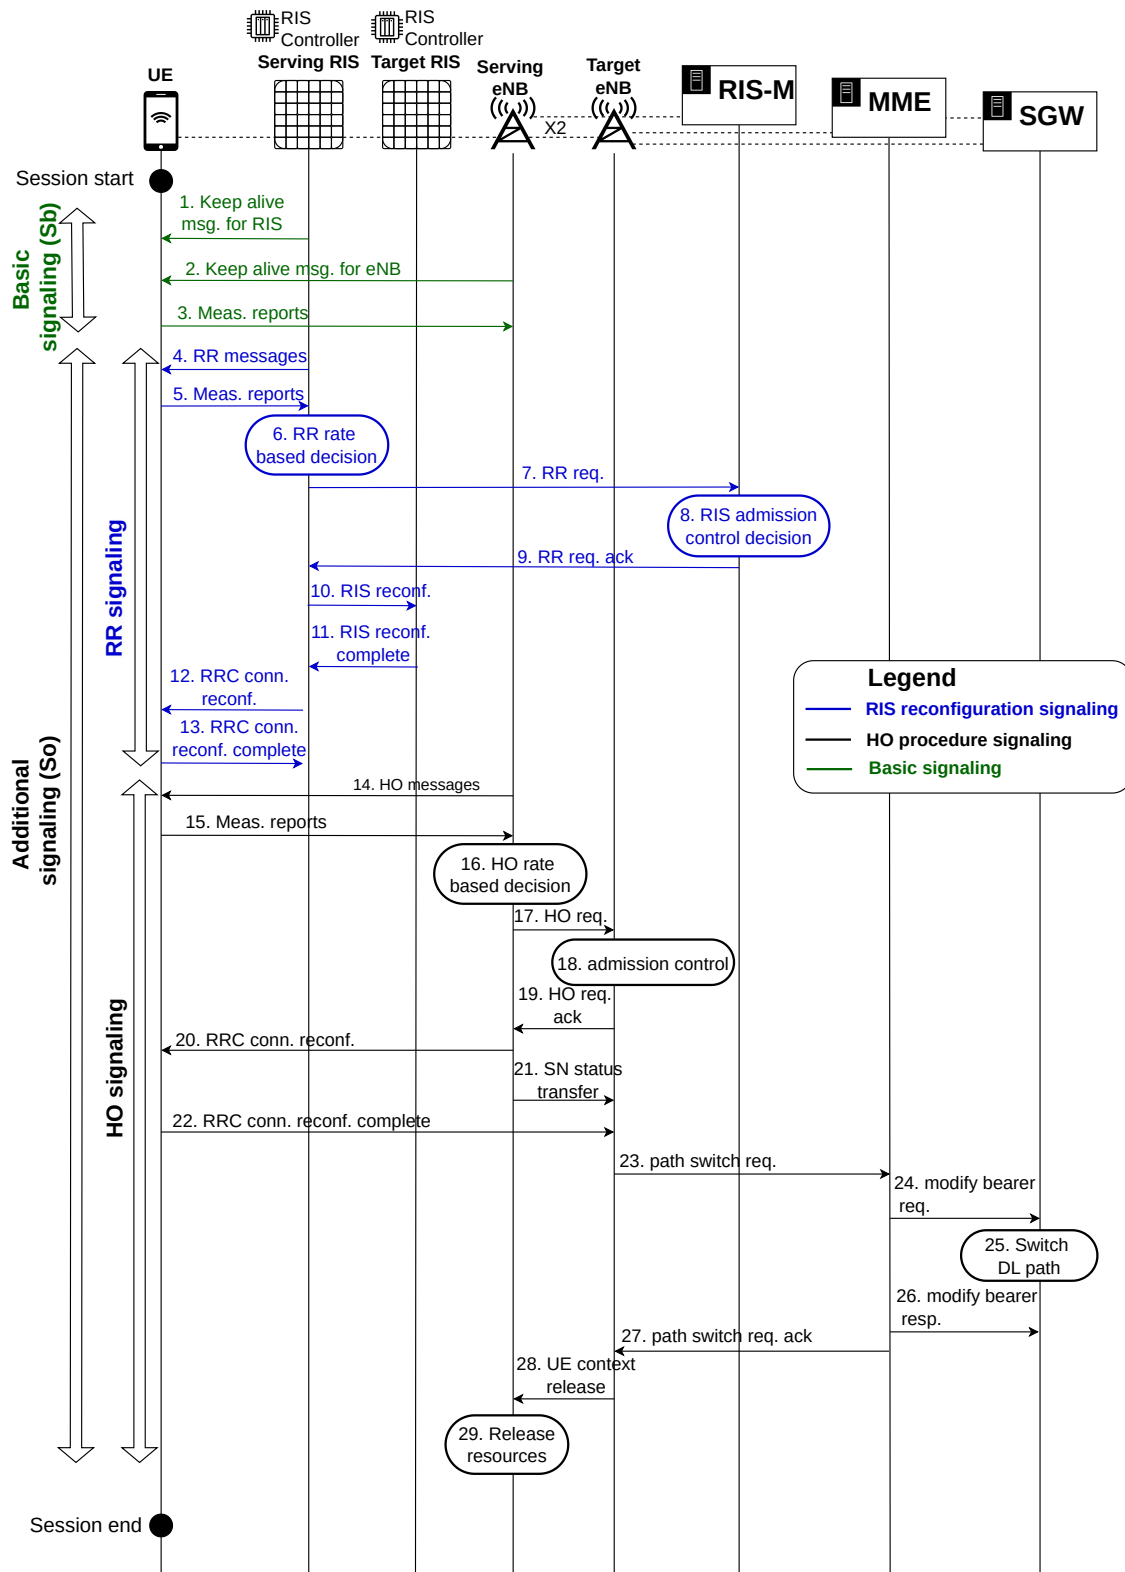 RIS
Controller
Serving RIS
RIS
Controller
Target RIS
UE
Serving
eNB
Target
eNB
RIS-M
MME
SGW
X2
Session start
1. Keep alive
msg. for RIS
2. Keep alive msg. for eNB
3. Meas. reports
Basic
signaling (Sb)
4. RR messages
5. Meas. reports
6. RR rate
based decision
7. RR req.
8. RIS admission
control decision
9. RR req. ack
10. RIS reconf.
11. RIS reconf.
complete
12. RRC conn.
reconf.
13. RRC conn.
reconf. complete
RR signaling
Legend
RIS reconfiguration signaling
HO procedure signaling
Basic signaling
Additional
signaling (So)
14. HO messages
15. Meas. reports
16. HO rate
based decision
17. HO req.
18. admission control
19. HO req.
ack
20. RRC conn. reconf.
21. SN status
transfer
22. RRC conn. reconf. complete
HO signaling
23. path switch req.
24. modify bearer
req.
25. Switch
DL path
26. modify bearer
resp.
27. path switch req. ack
28. UE context
release
29. Release
resources
Session end